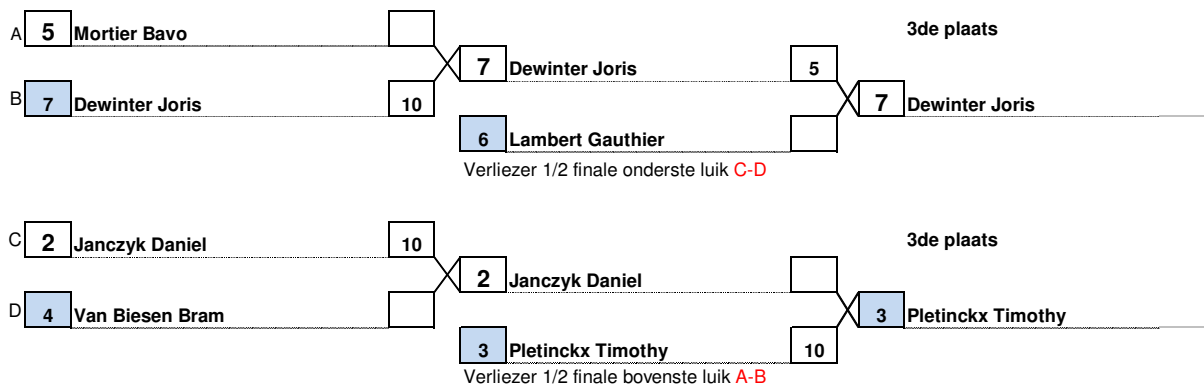 A 5 Mortier Bavo 3de plaats
7 Dewinter Joris 5
B 7 Dewinter Joris 10 7 Dewinter Joris
6 Lambert Gauthier
Verliezer 1/2 finale onderste luik C-D
C 2 Janczyk Daniel 10 3de plaats
2 Janczyk Daniel
D 4 Van Biesen Bram 3 Pletinckx Timothy
3 Pletinckx Timothy 10
Verliezer 1/2 finale bovenste luik A-B